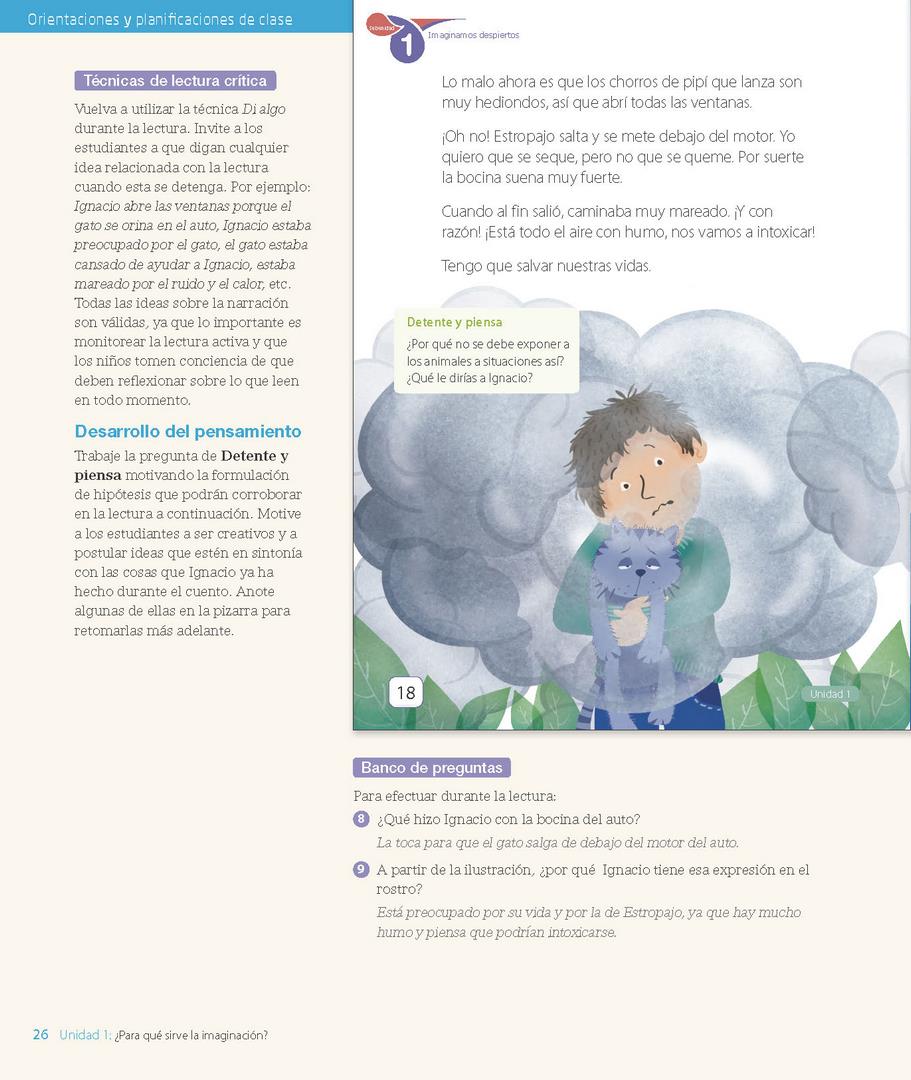 Orientaciones y planificaciones de clase
Técnicas de lectura crítica
Vuelva a utilizar la técnica Di algo
durante la lectura. Invite a los
estudiantes a que digan cualquier
idea relacionada con la lectura
cuando esta se detenga. Por ejemplo:
Ignacio abre las ventanas porque el
gato se orina en el auto, Ignacio estaba
preocupado por el gato, el gato estaba
cansado de ayudar a Ignacio, estaba
mareado por el ruido y el calor, etc.
Todas las ideas sobre la narración
son válidas, ya que lo importante es
monitorear la lectura activa y que
los niños tomen conciencia de que
deben reflexionar sobre lo que leen
en todo momento.
Desarrollo del pensamiento
Trabaje la pregunta de Detente y
piensa motivando la formulación
de hipótesis que podrán corroborar
en la lectura a continuación. Motive
a los estudiantes a ser creativos y a
postular ideas que estén en sintonía
con las cosas que Ignacio ya ha
hecho durante el cuento. Anote
algunas de ellas en la pizarra para
retomarlas más adelante.
Subunidad
1
Imaginamos despiertos
Lo malo ahora es que los chorros de pipí que lanza son
muy hediondos, así que abrí todas las ventanas.
¡Oh no! Estropajo salta y se mete debajo del motor. Yo
quiero que se seque, pero no que se queme. Por suerte
la bocina suena muy fuerte.
Cuando al fin salió, caminaba muy mareado. ¡Y con
razón! ¡Está todo el aire con humo, nos vamos a intoxicar!
Tengo que salvar nuestras vidas.
Detente y piensa
¿Por qué no se debe exponer a
los animales a situaciones así?
¿Qué le dirías a Ignacio?
18
Unidad 1
Banco de preguntas
Para efectuar durante la lectura:
8 ¿Qué hizo Ignacio con la bocina del auto?
La toca para que el gato salga de debajo del motor del auto.
9 A partir de la ilustración, ¿por qué Ignacio tiene esa expresión en el
rostro?
Está preocupado por su vida y por la de Estropajo, ya que hay mucho
humo y piensa que podrían intoxicarse.
26 Unidad 1: ¿Para qué sirve la imaginación?